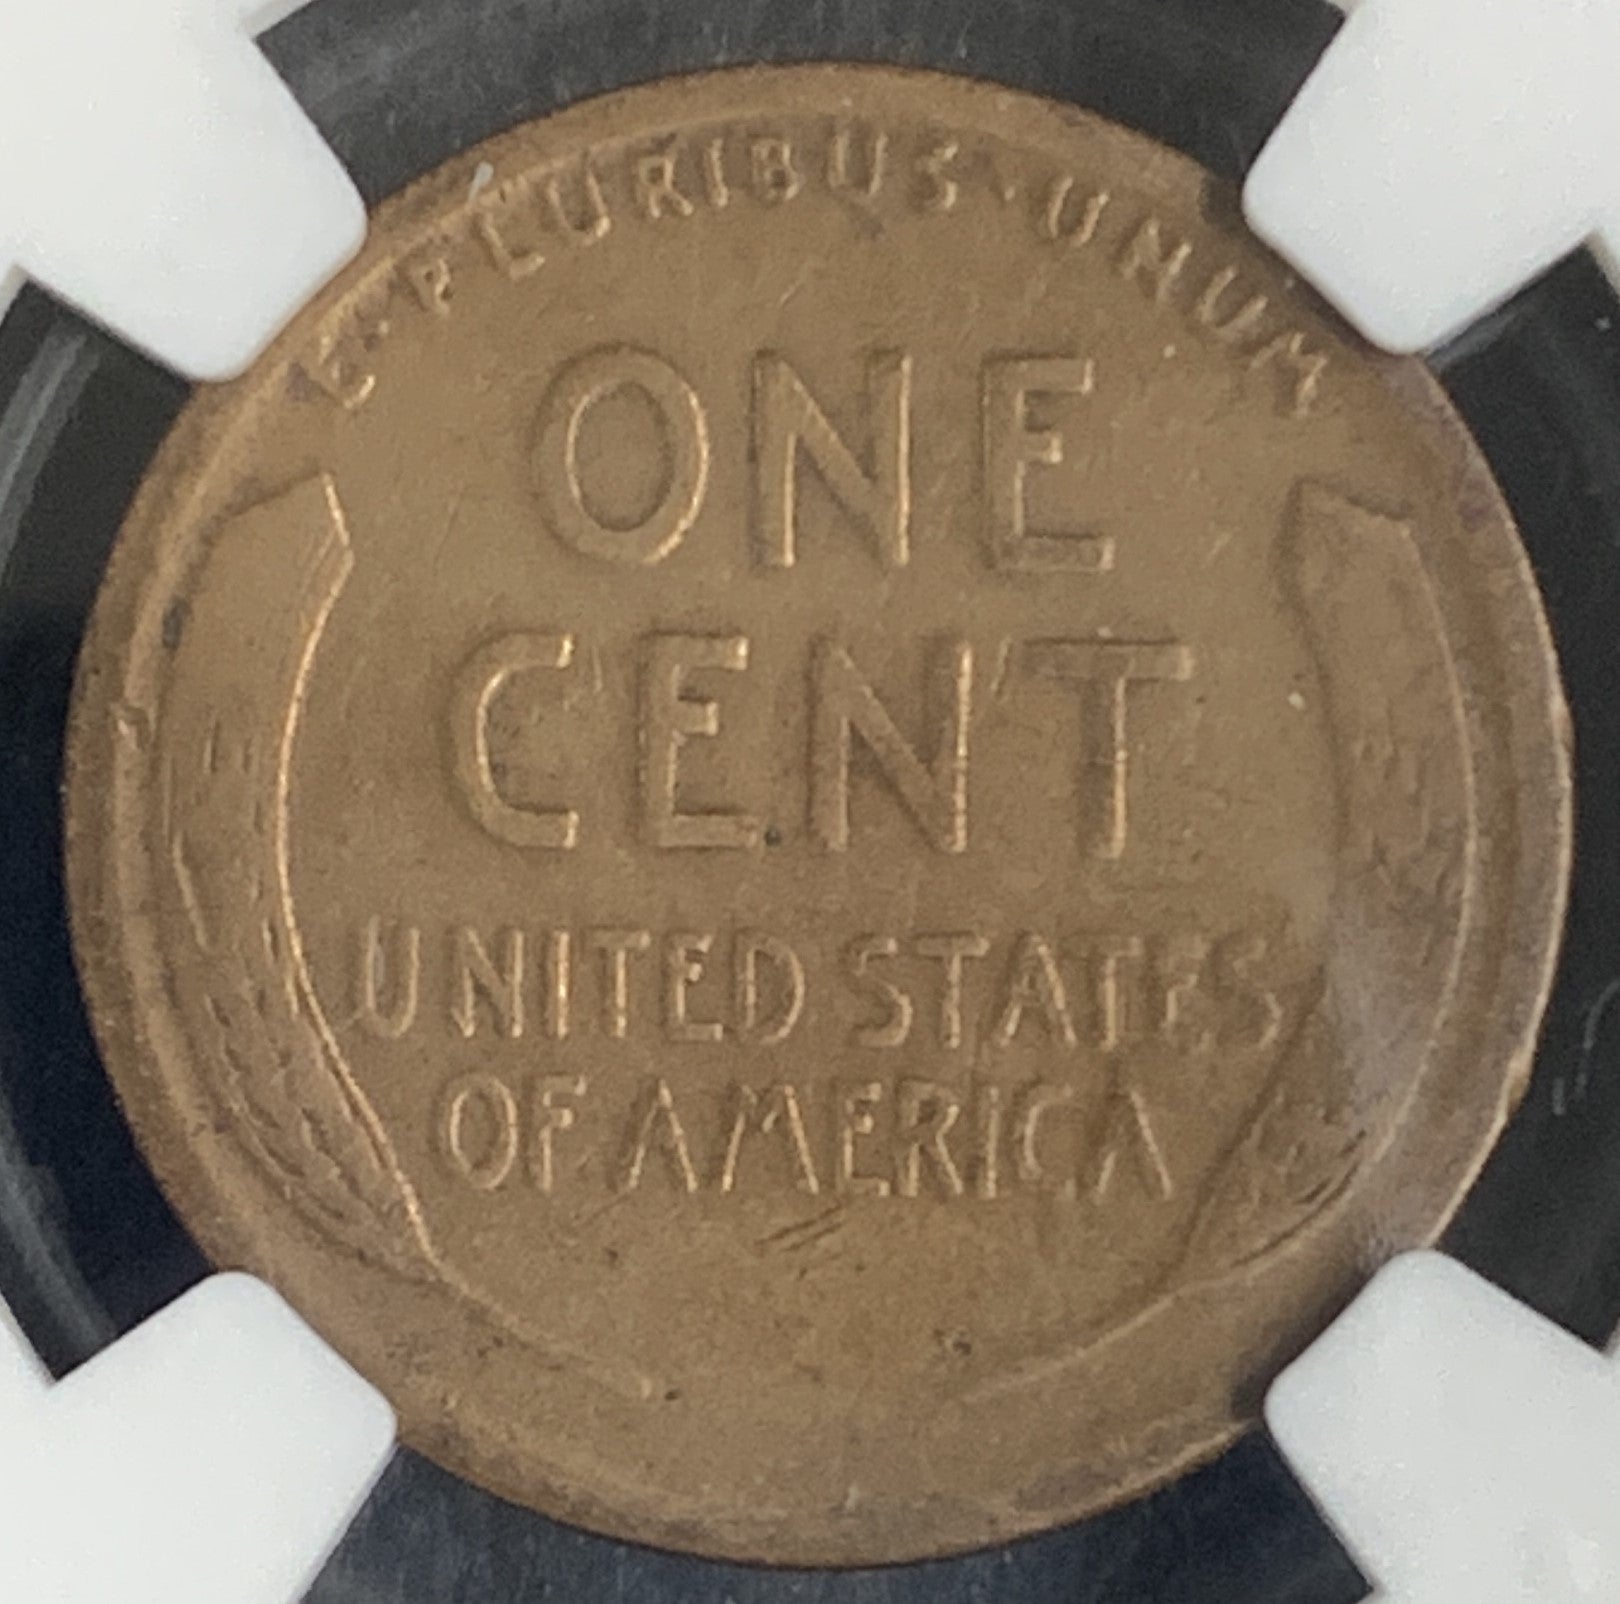 E·PLURIBUS·UNUM
ONE
CENT
UNITED STATES
OF AMERICA